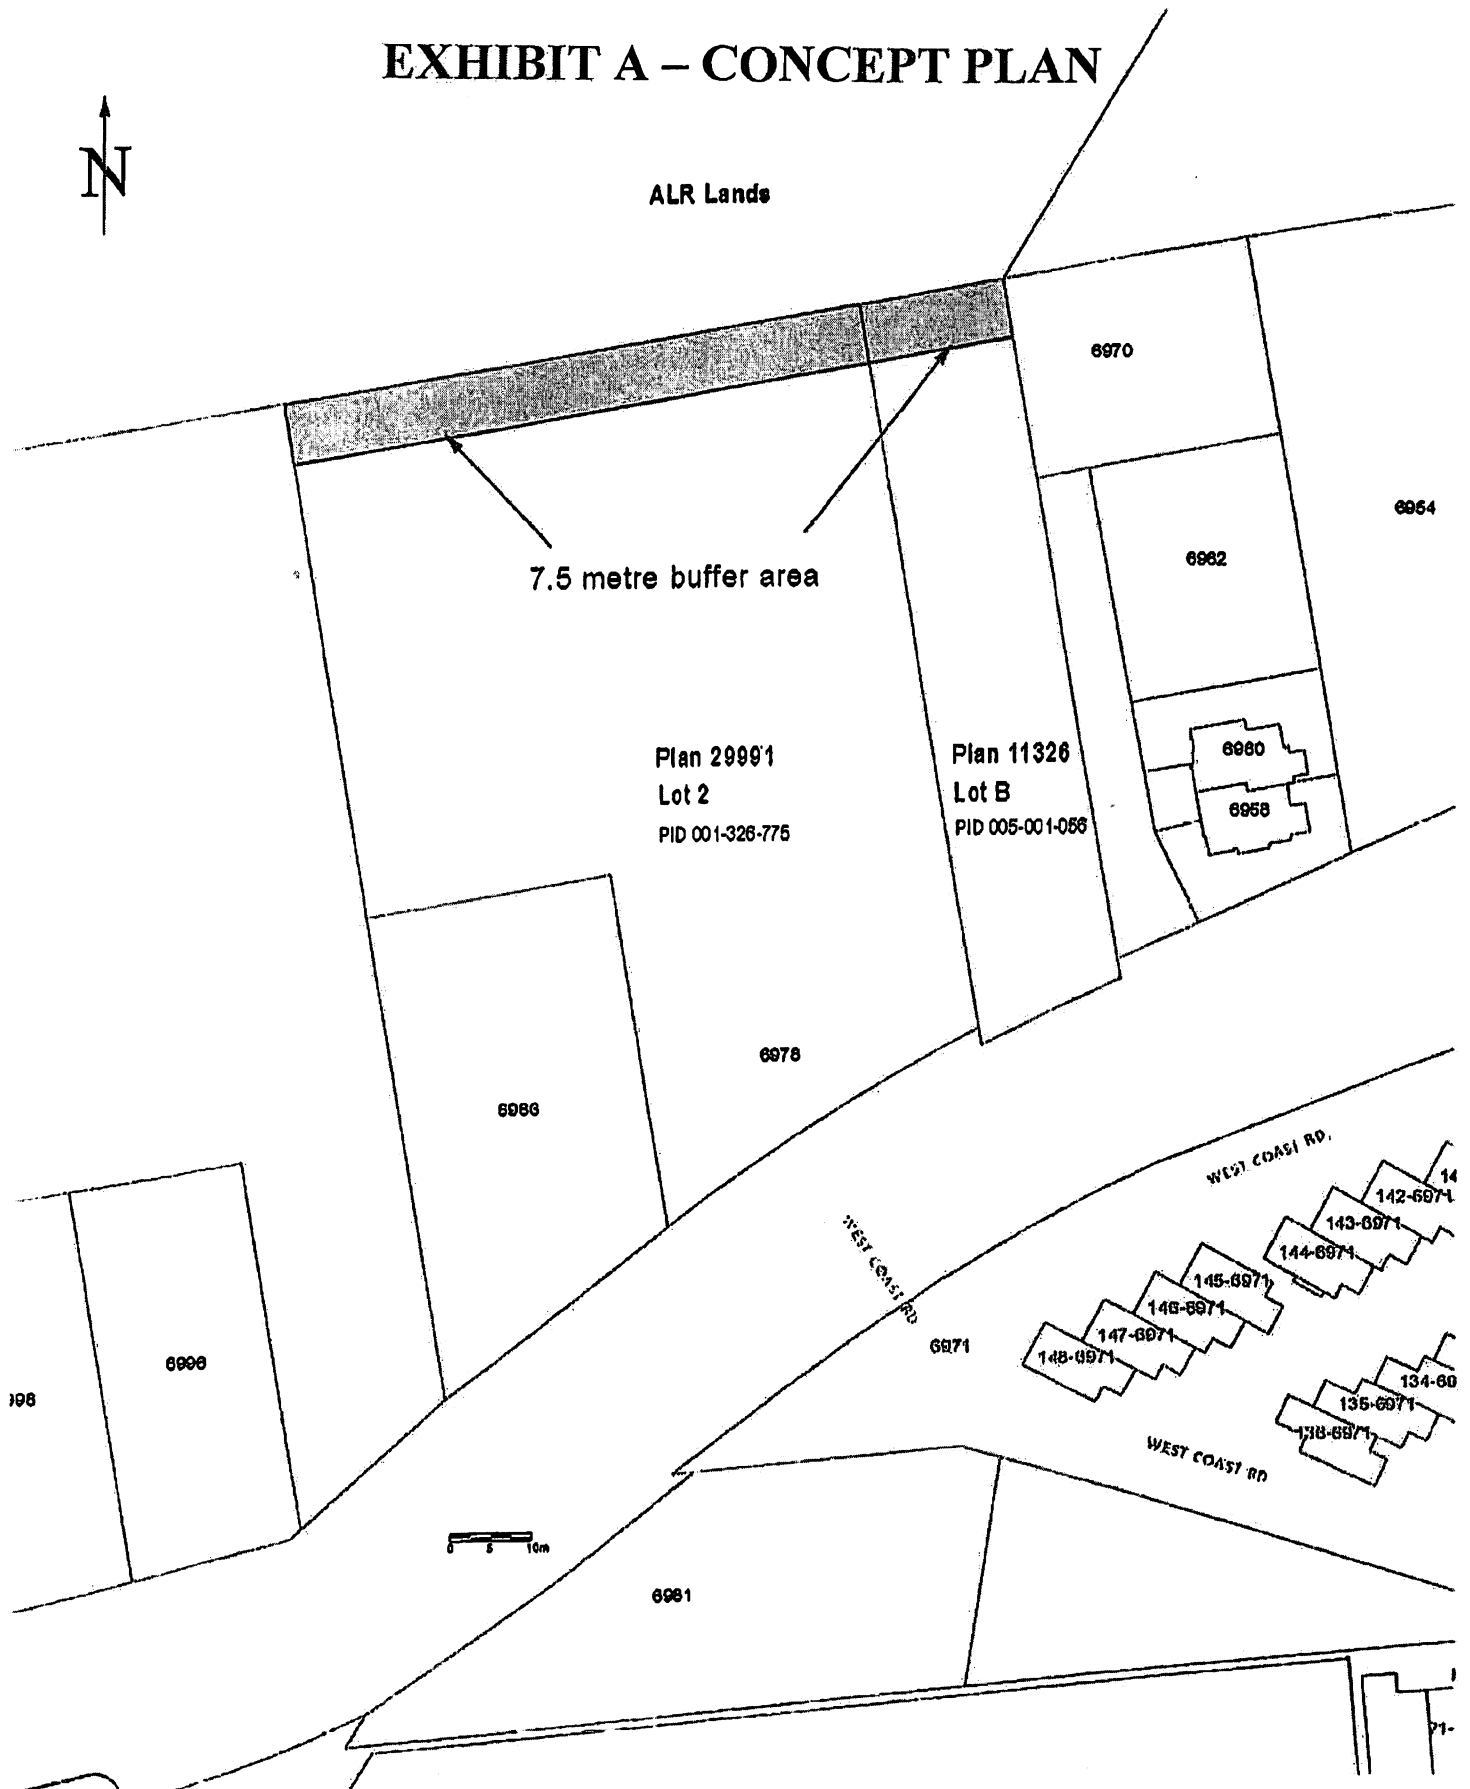 EXHIBIT A – CONCEPT PLAN
N
ALR Lands
6970
6954
6962
7.5 metre buffer area
Plan 29991
Lot 2
PID 001-326-775
Plan 11326
Lot B
PID 005-001-056
6960
6958
6978
6986
WEST COAST RD.
142-6971
143-6971
144-6971
WEST COAST RD
145-6971
146-6971
147-6971
148-6971
6971
6996
134-69
135-6971
136-6971
WEST COAST RD
0 5 10m
6981
71-